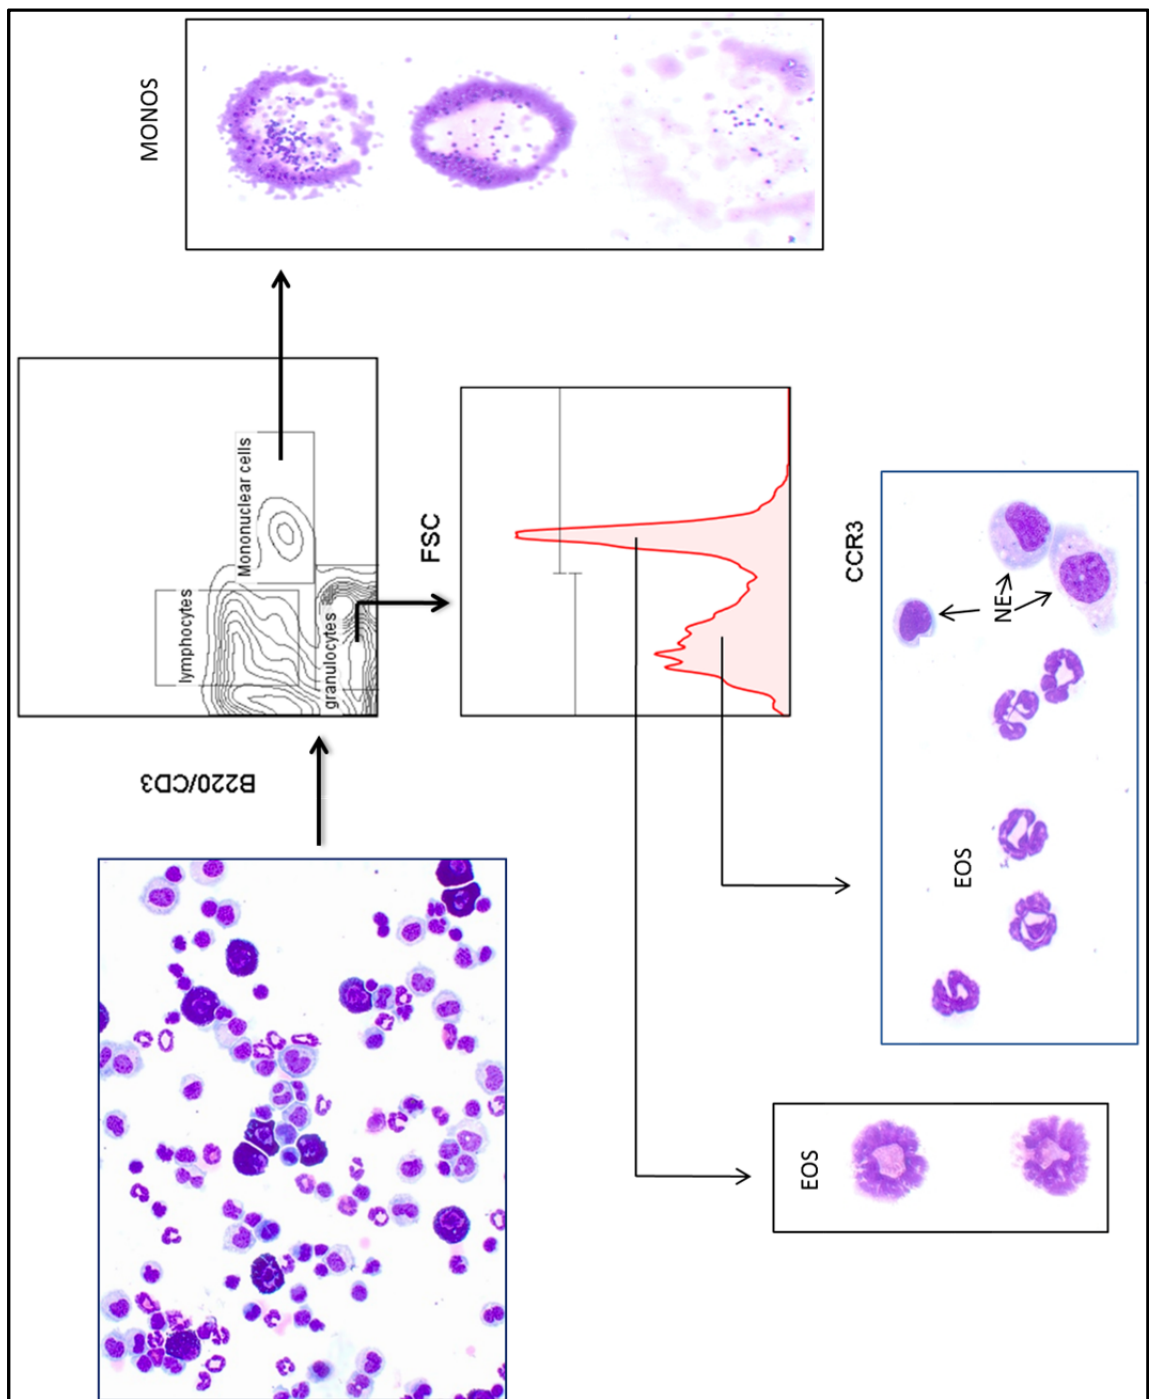 MONOS
Mononuclear cells
lymphocytes
granulocytes
FSC
B220/CD3
CCR3
NE
EOS
EOS